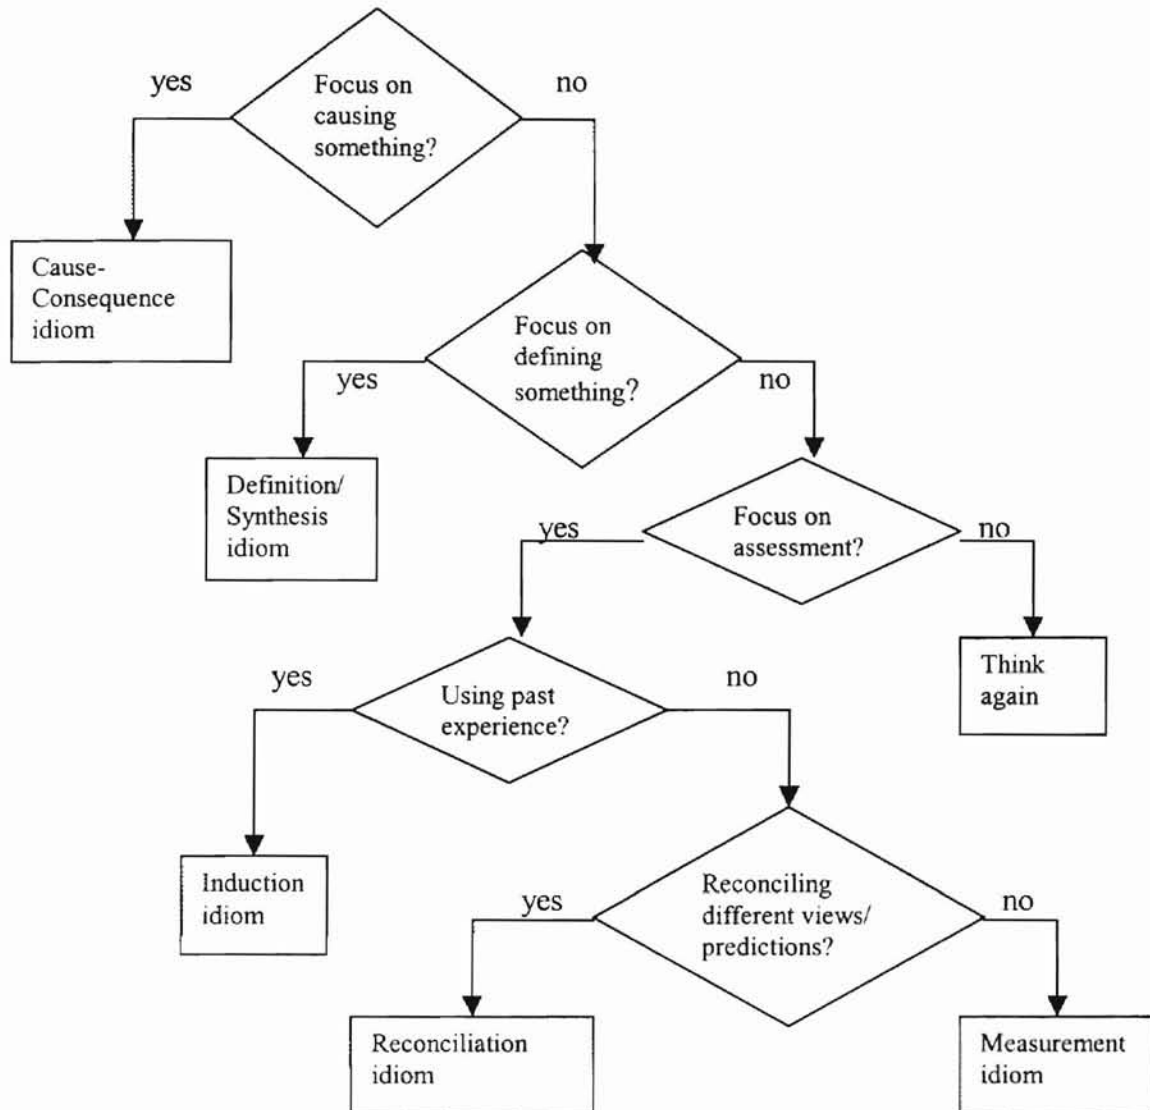 yes
no
Focus on
causing
something?
Cause-
Consequence
idiom
Focus on
defining
something?
yes
no
Definition/
Synthesis
idiom
Focus on
assessment?
yes
no
Think
again
yes
no
Using past
experience?
Induction
idiom
Reconciling
different views/
predictions?
yes
no
Reconciliation
idiom
Measurement
idiom